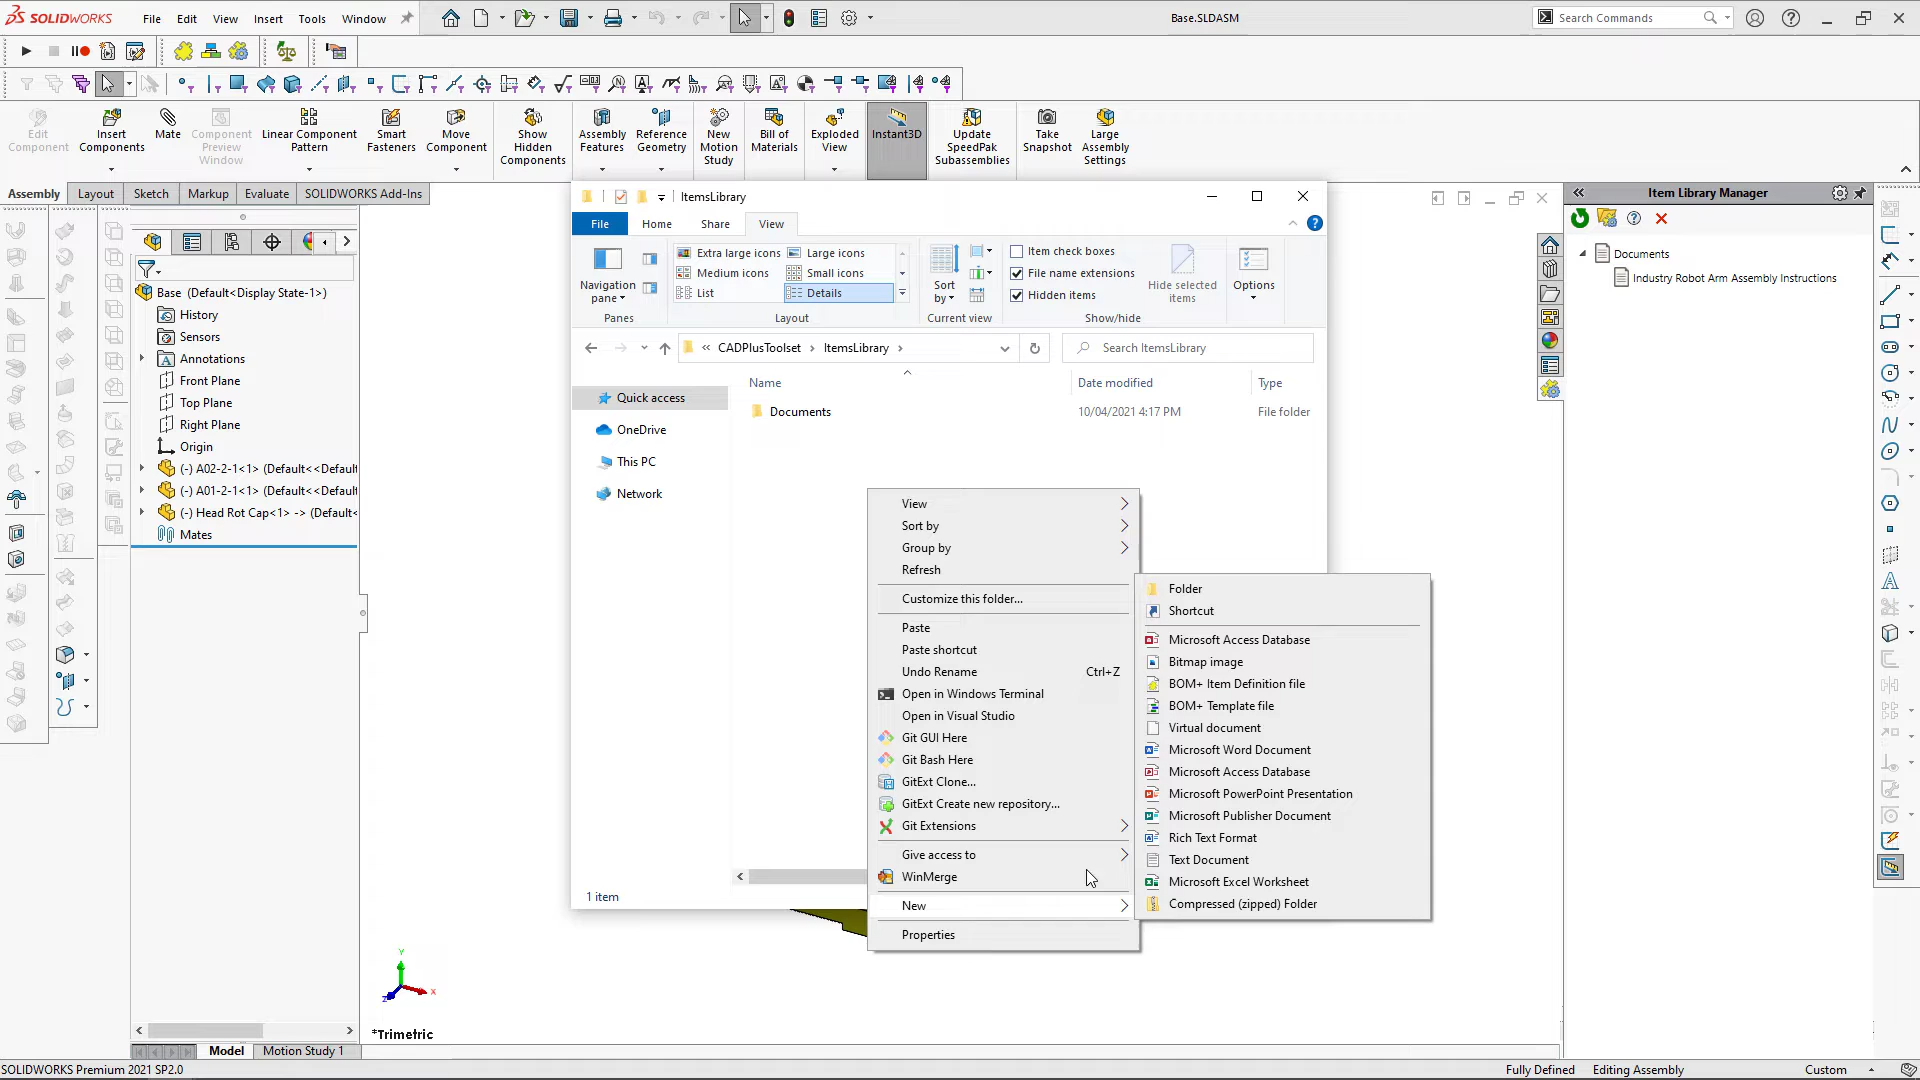 SOLIDWORKS File Edit View Insert Tools Window
Base.SLDASM
Search Commands
Edit Component
Insert Components
Mate
Component Preview Window
Linear Component Pattern
Smart Fasteners
Move Component
Show Hidden Components
Assembly Features
Reference Geometry
New Motion Study
Bill of Materials
Exploded View
Instant3D
Update SpeedPak Subassemblies
Take Snapshot
Large Assembly Settings
Assembly Layout Sketch Markup Evaluate SOLIDWORKS Add-Ins
Base (Default<Display State-1>)
History
Sensors
Annotations
Front Plane
Top Plane
Right Plane
Origin
(-) A02-2-1<1> (Default<<Default
(-) A01-2-1<1> (Default<<Default
(-) Head Rot Cap<1> -> (Default<
Mates
ItemsLibrary
File Home Share View
Navigation pane
Panes
Extra large icons
Large icons
Medium icons
Small icons
List
Details
Layout
Sort by
Current view
Item check boxes
File name extensions
Hidden items
Hide selected items
Show/hide
Options
« CADPlusToolset › ItemsLibrary ›
Search ItemsLibrary
Quick access
OneDrive
This PC
Network
Name Date modified Type
Documents 10/04/2021 4:17 PM File folder
1 item
View
Sort by
Group by
Refresh
Customize this folder...
Paste
Paste shortcut
Undo Rename Ctrl+Z
Open in Windows Terminal
Open in Visual Studio
Git GUI Here
Git Bash Here
GitExt Clone...
GitExt Create new repository...
Git Extensions
Give access to
WinMerge
New
Properties
Folder
Shortcut
Microsoft Access Database
Bitmap image
BOM+ Item Definition file
BOM+ Template file
Virtual document
Microsoft Word Document
Microsoft Access Database
Microsoft PowerPoint Presentation
Microsoft Publisher Document
Rich Text Format
Text Document
Microsoft Excel Worksheet
Compressed (zipped) Folder
Item Library Manager
Documents
Industry Robot Arm Assembly Instructions
Y
X
Z
*Trimetric
Model Motion Study 1
SOLIDWORKS Premium 2021 SP2.0
Fully Defined Editing Assembly Custom